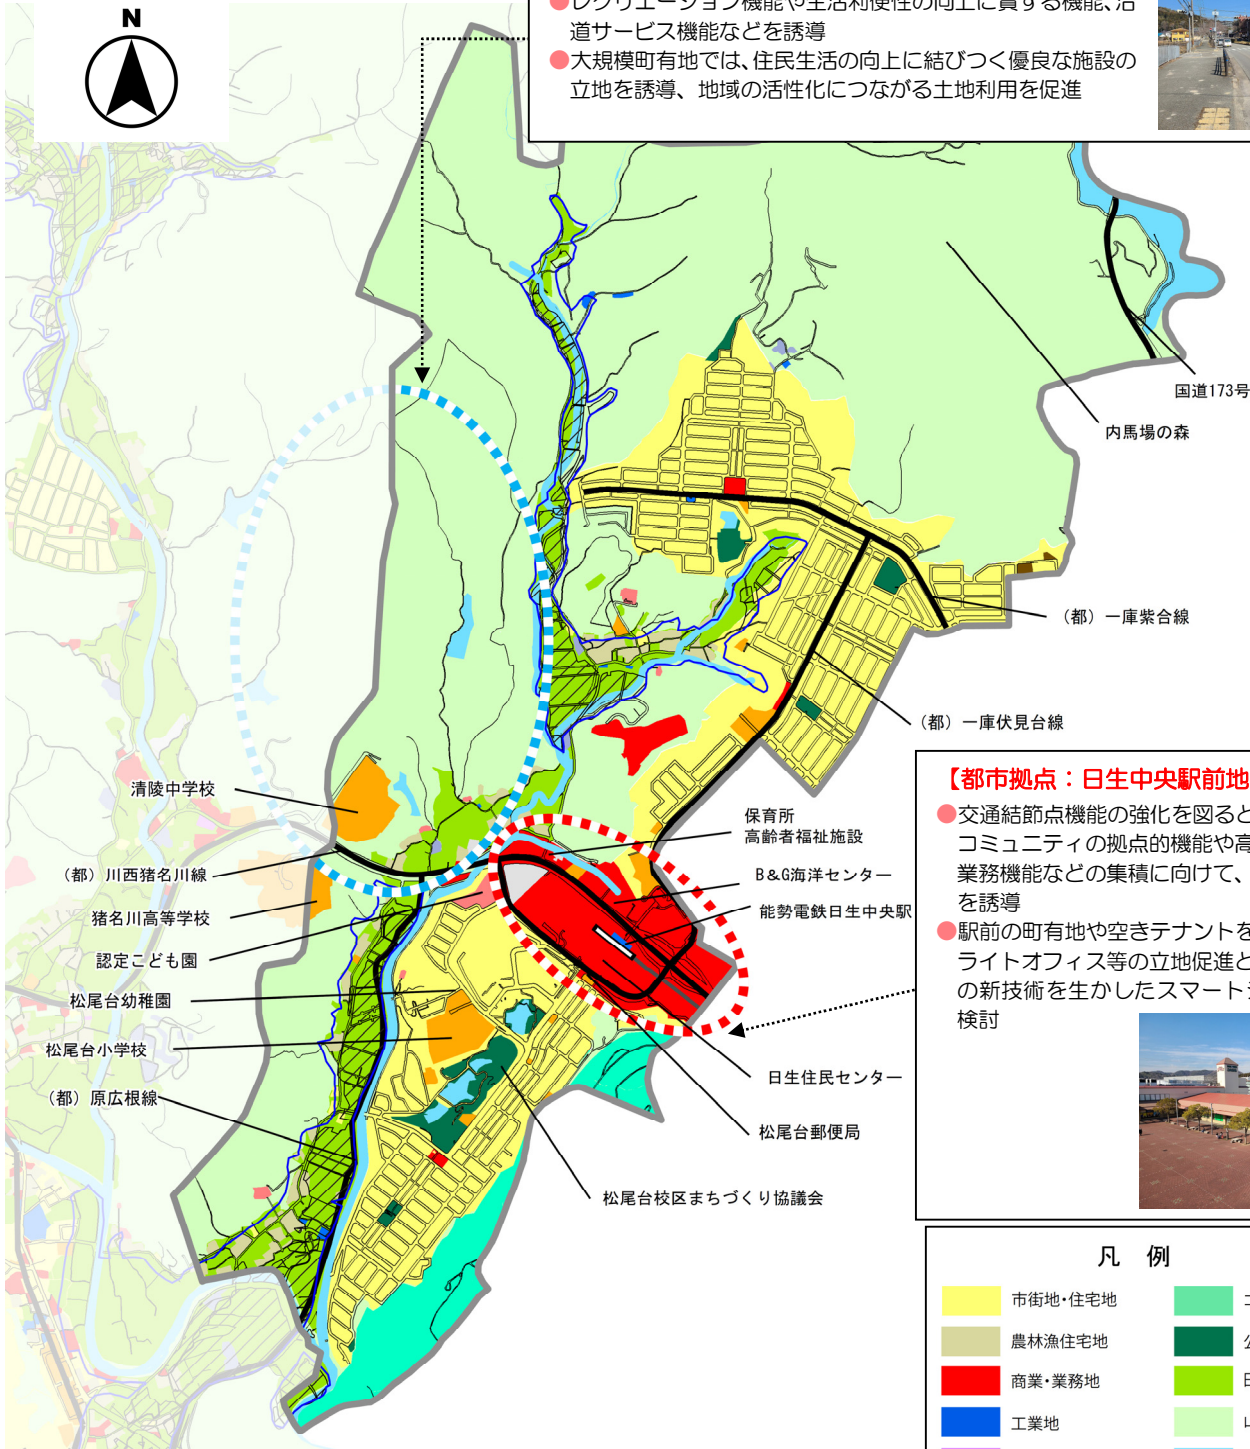 N
●レクリエーション機能や生活利便性の向上に資する機能、沿
道サービス機能などを誘導
●大規模町有地では、住民生活の向上に結びつく優良な施設の
立地を誘導、地域の活性化につながる土地利用を促進
国道173号
内馬場の森
(都) 一庫紫合線
(都) 一庫伏見台線
清陵中学校
(都) 川西猪名川線
猪名川高等学校
認定こども園
松尾台幼稚園
松尾台小学校
(都) 原広根線
保育所
高齢者福祉施設
B&G海洋センター
能勢電鉄日生中央駅
日生住民センター
松尾台郵便局
松尾台校区まちづくり協議会
【都市拠点:日生中央駅前地
●交通結節点機能の強化を図ると
コミュニティの拠点的機能や高
業務機能などの集積に向けて、
を誘導
●駅前の町有地や空きテナントを
ライトオフィス等の立地促進と
の新技術を生かしたスマート
検討
凡 例
市街地・住宅地
農林漁住宅地
商業・業務地
工業地